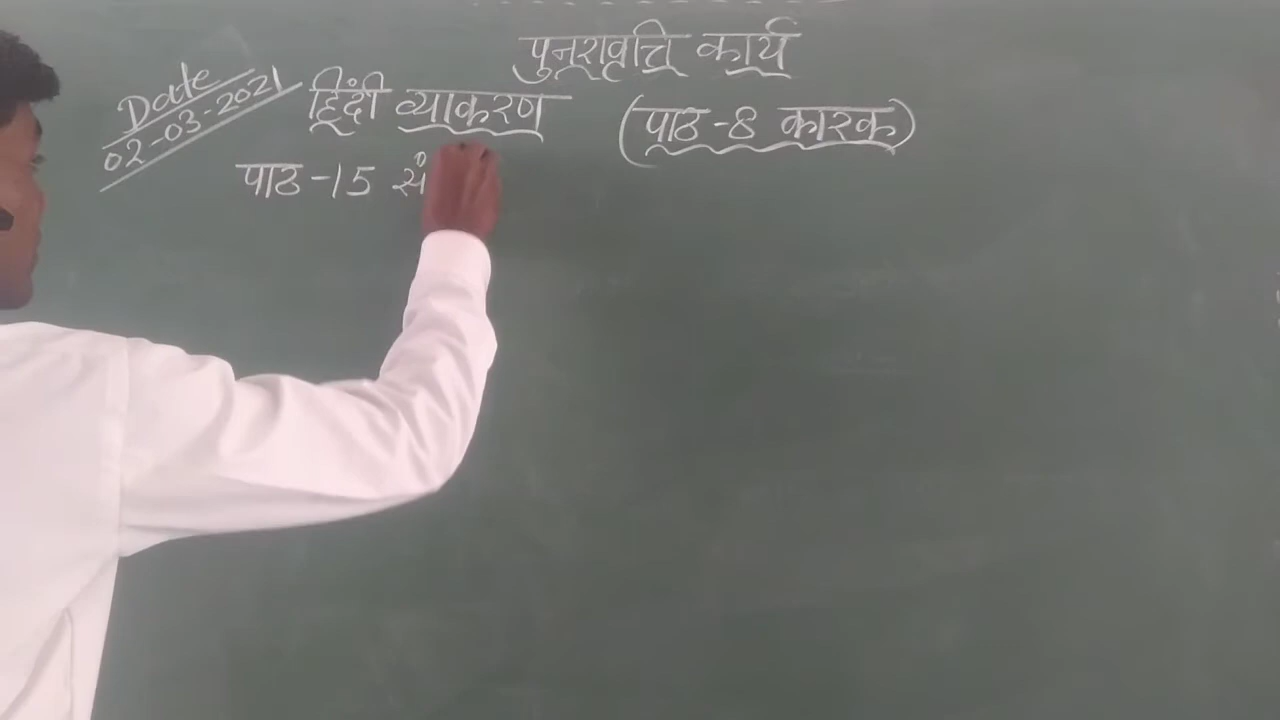 पुनरावृत्ति कार्य
Date
02-03-2021
हिंदी व्याकरण
(पाठ-8 कारक)
पाठ-15